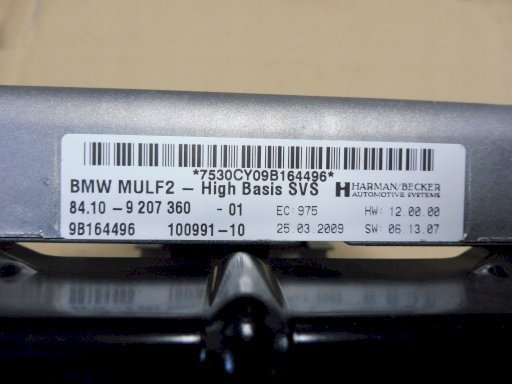 *7530CY09B164496*
BMW MULF2 – High Basis SVS HARMAN/BECKER
AUTOMOTIVE SYSTEMS
84.10 - 9 207 360 - 01 EC: 975 HW: 12.00.00
9B164496 100991-10 25 03 2009 SW: 06.13.07